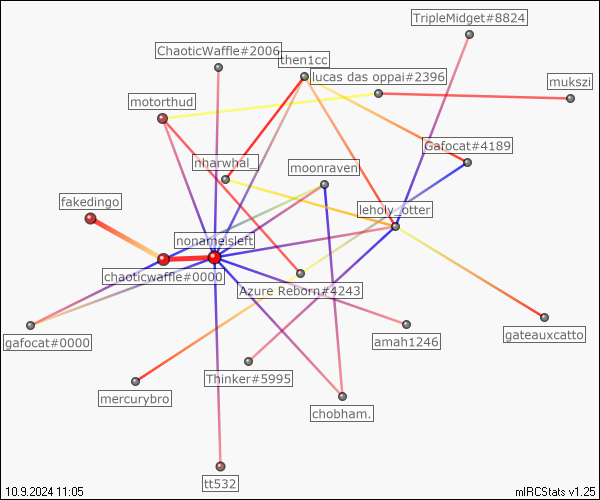 TripleMidget#8824
ChaoticWaffle#2006
then1cc
lucas das oppai#2396
mukszi
motorthud
Gafocat#4189
nharwhal_
moonraven
fakedingo
leholy_otter
nonameisleft
chaoticwaffle#0000
Azure Reborn#4243
gafocat#0000
amah1246
gateauxcatto
Thinker#5995
mercurybro
chobham.
tt532
10.9.2024 11:05
mIRCStats v1.25